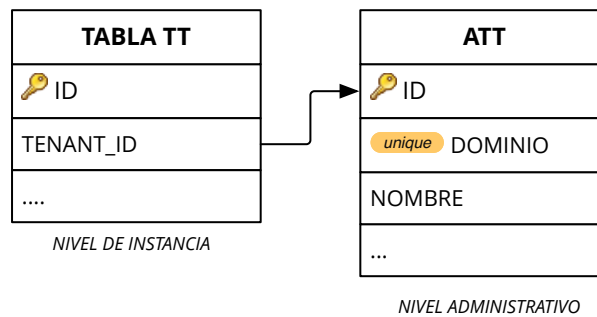 TABLA TT
ID
TENANT_ID
....
NIVEL DE INSTANCIA
ATT
ID
unique DOMINIO
NOMBRE
...
NIVEL ADMINISTRATIVO